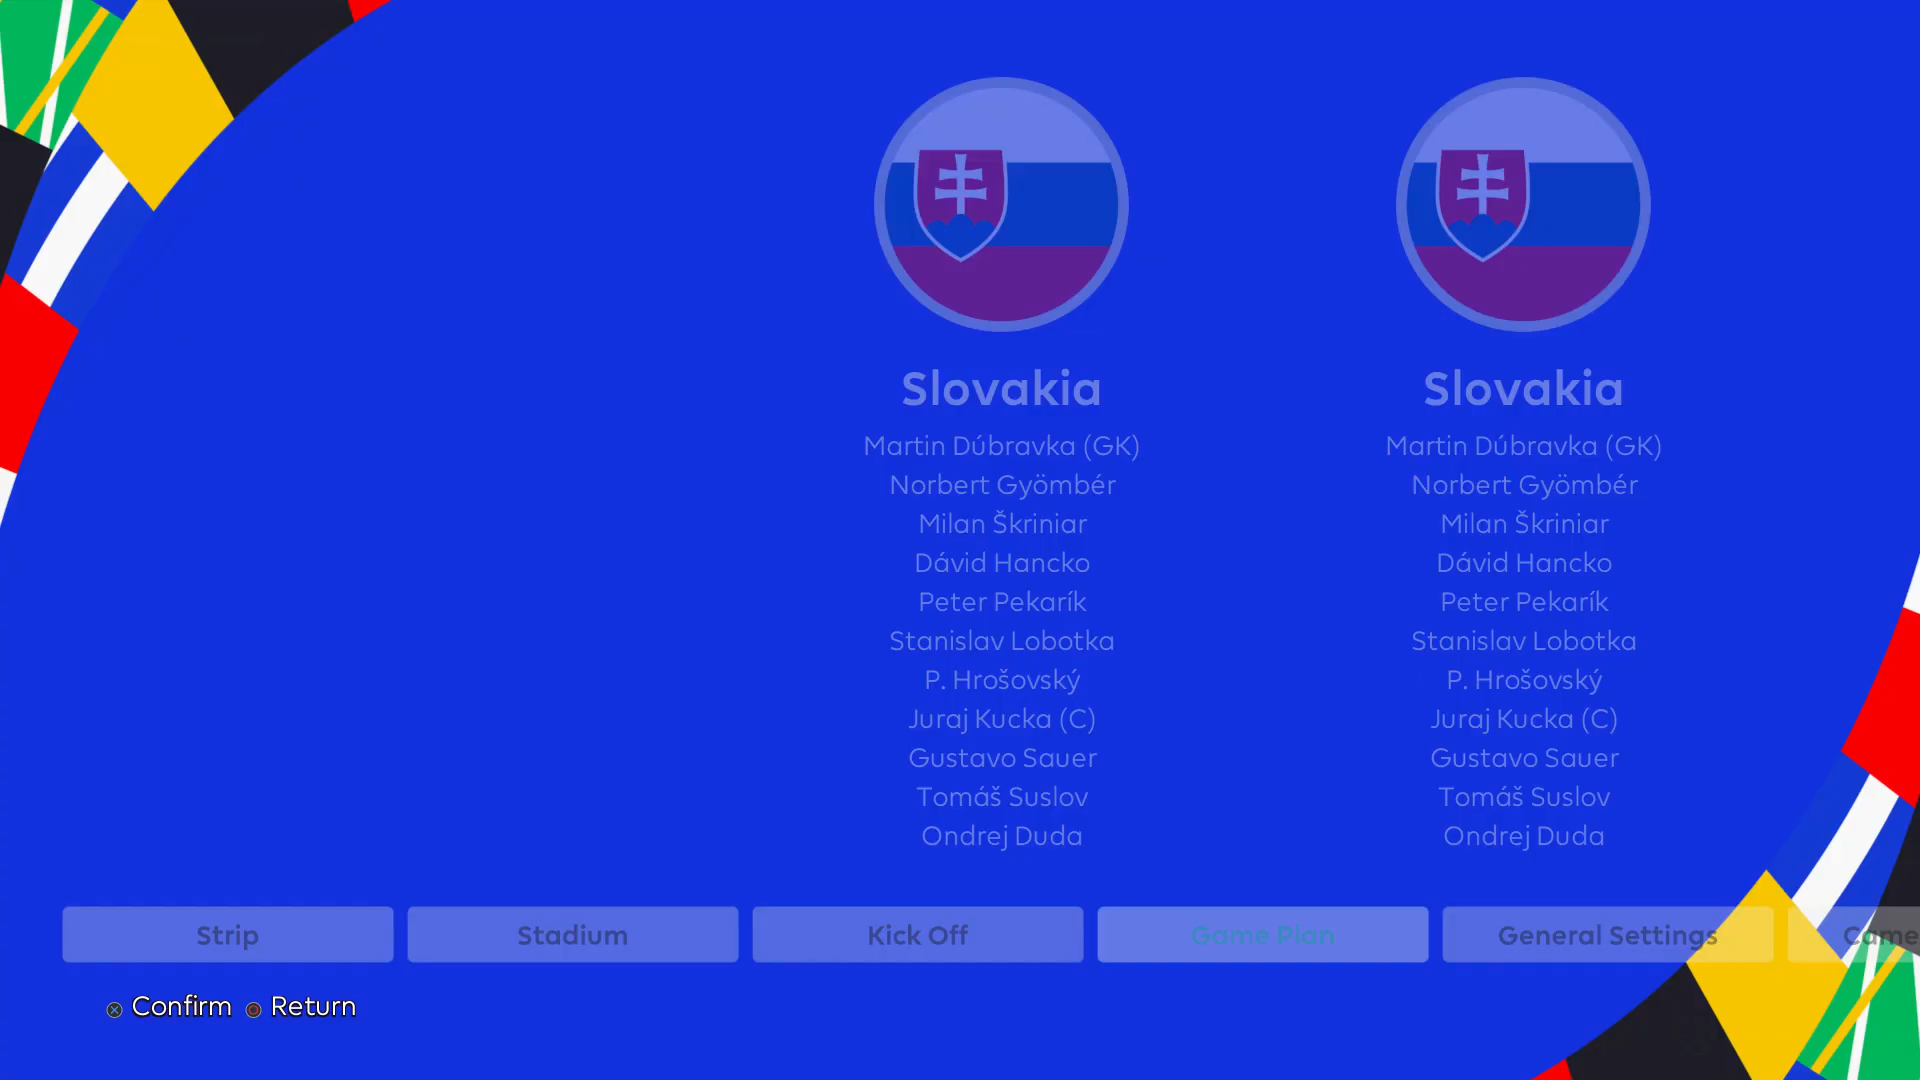 Slovakia
Martin Dúbravka (GK)
Norbert Gyömbér
Milan Škriniar
Dávid Hancko
Peter Pekarík
Stanislav Lobotka
P. Hrošovský
Juraj Kucka (C)
Gustavo Sauer
Tomáš Suslov
Ondrej Duda
Slovakia
Martin Dúbravka (GK)
Norbert Gyömbér
Milan Škriniar
Dávid Hancko
Peter Pekarík
Stanislav Lobotka
P. Hrošovský
Juraj Kucka (C)
Gustavo Sauer
Tomáš Suslov
Ondrej Duda
Strip
Stadium
Kick Off
Game Plan
General Settings
Came
Confirm
Return